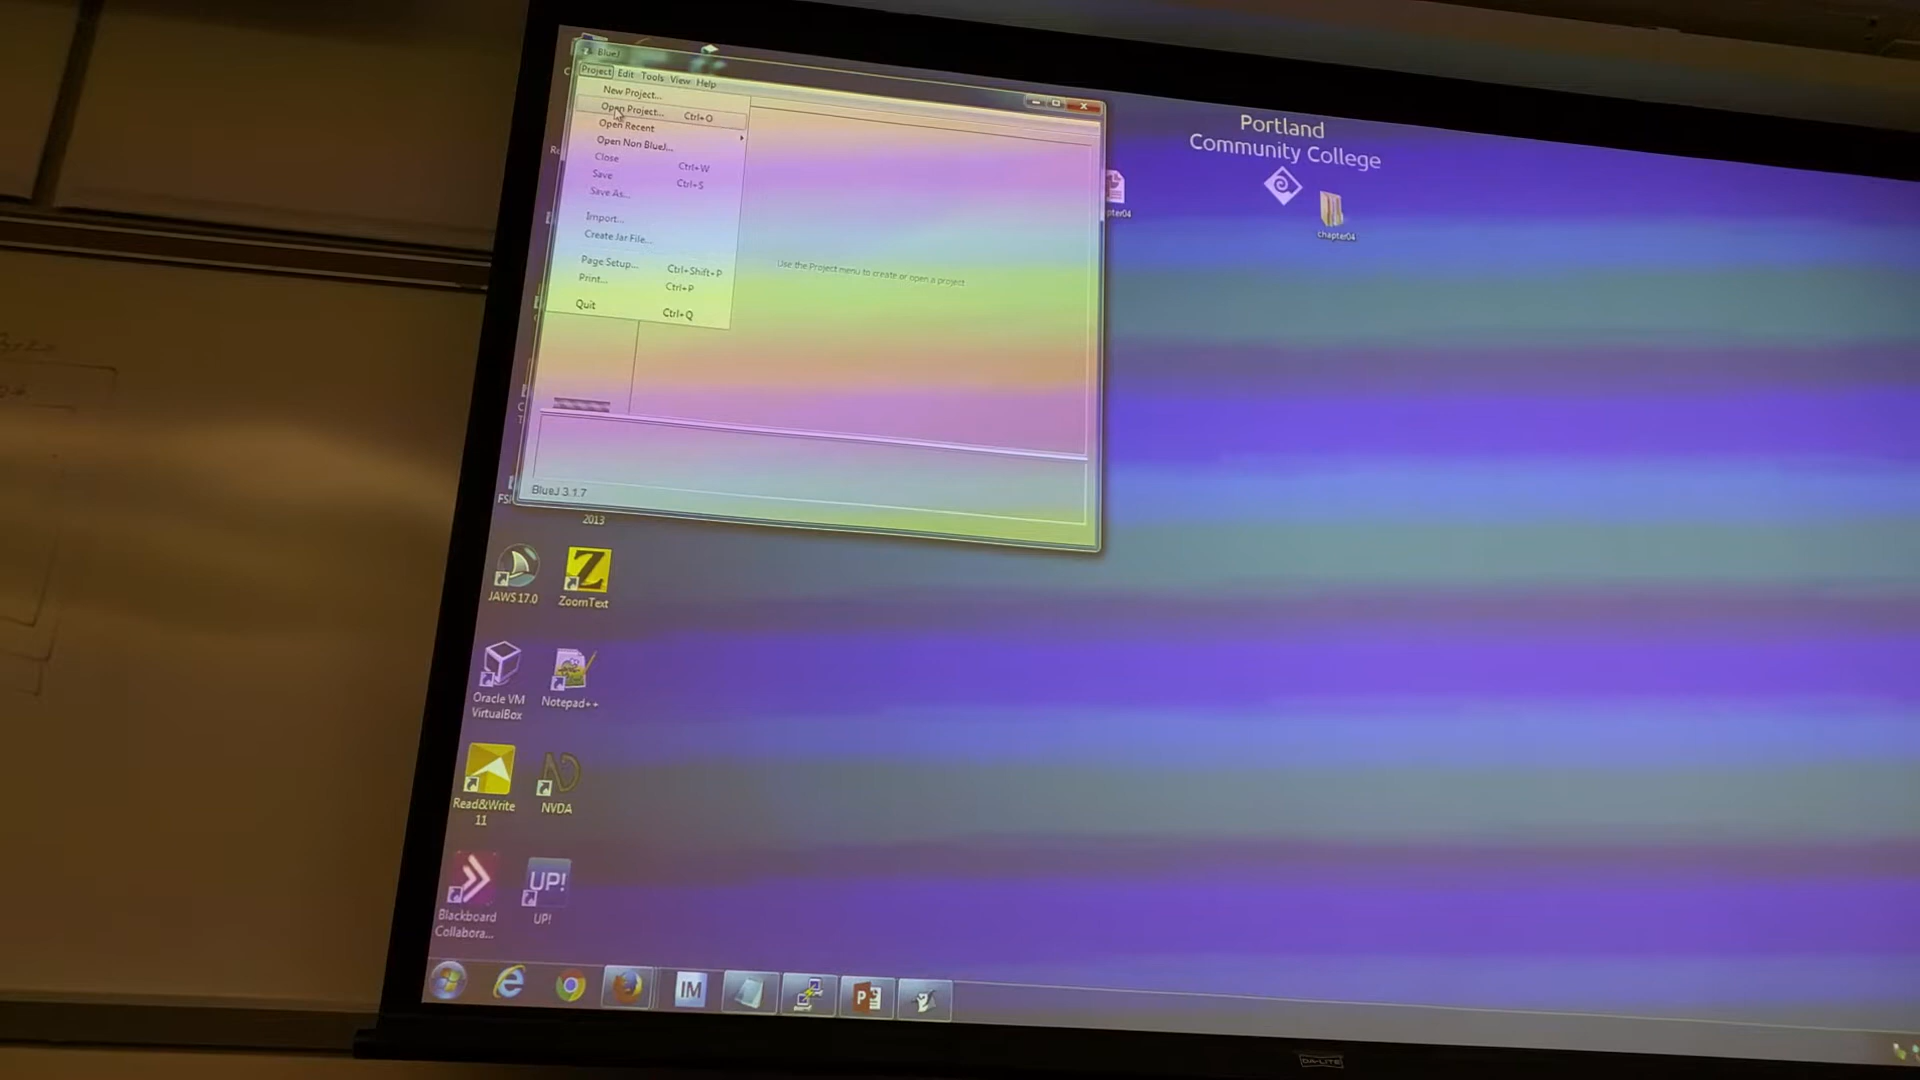 BlueJ
Project Edit Tools View Help
New Project...
Open Project... Ctrl+O
Open Recent
Open Non BlueJ...
Close Ctrl+W
Save Ctrl+S
Save As...
Import...
Create Jar File...
Page Setup... Ctrl+Shift+P
Print... Ctrl+P
Quit Ctrl+Q
Use the Project menu to create or open a project
BlueJ 3.1.7
Portland
Community College
pter04
chapter04
2013
JAWS 17.0
ZoomText
Oracle VM
VirtualBox
Notepad++
Read&Write
11
NVDA
Blackboard
Collabora...
UP!
UP!
IM
DA-LITE